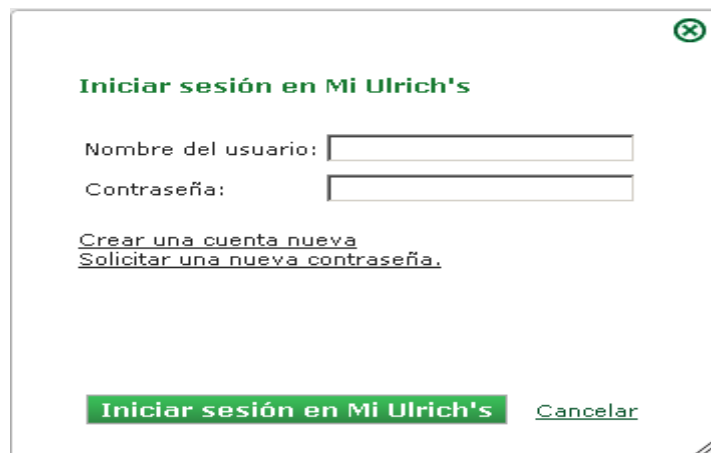 Iniciar sesión en Mi Ulrich's
Nombre del usuario:
Contraseña:
Crear una cuenta nueva
Solicitar una nueva contraseña.
Iniciar sesión en Mi Ulrich's Cancelar